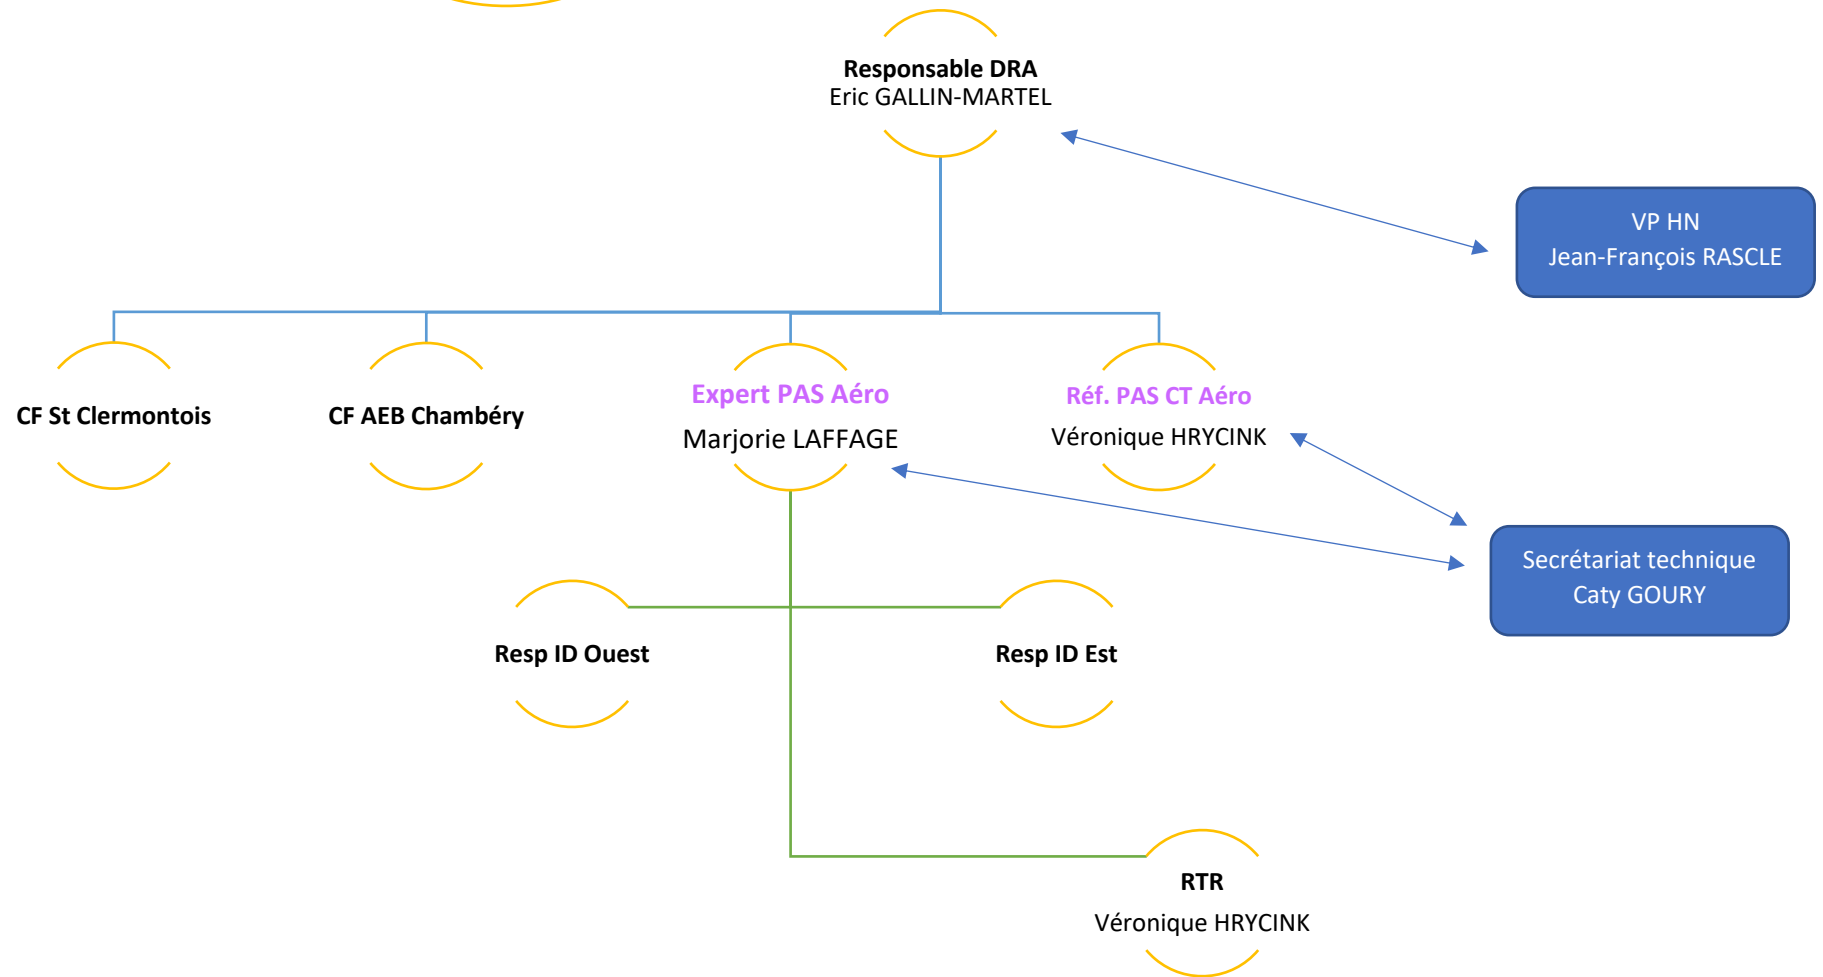 Responsable DRA
Eric GALLIN-MARTEL
VP HN
Jean-François RASCLE
CF St Clermontois
CF AEB Chambéry
Expert PAS Aéro
Marjorie LAFFAGE
Réf. PAS CT Aéro
Véronique HRYCINK
Secrétariat technique
Caty GOURY
Resp ID Ouest
Resp ID Est
RTR
Véronique HRYCINK